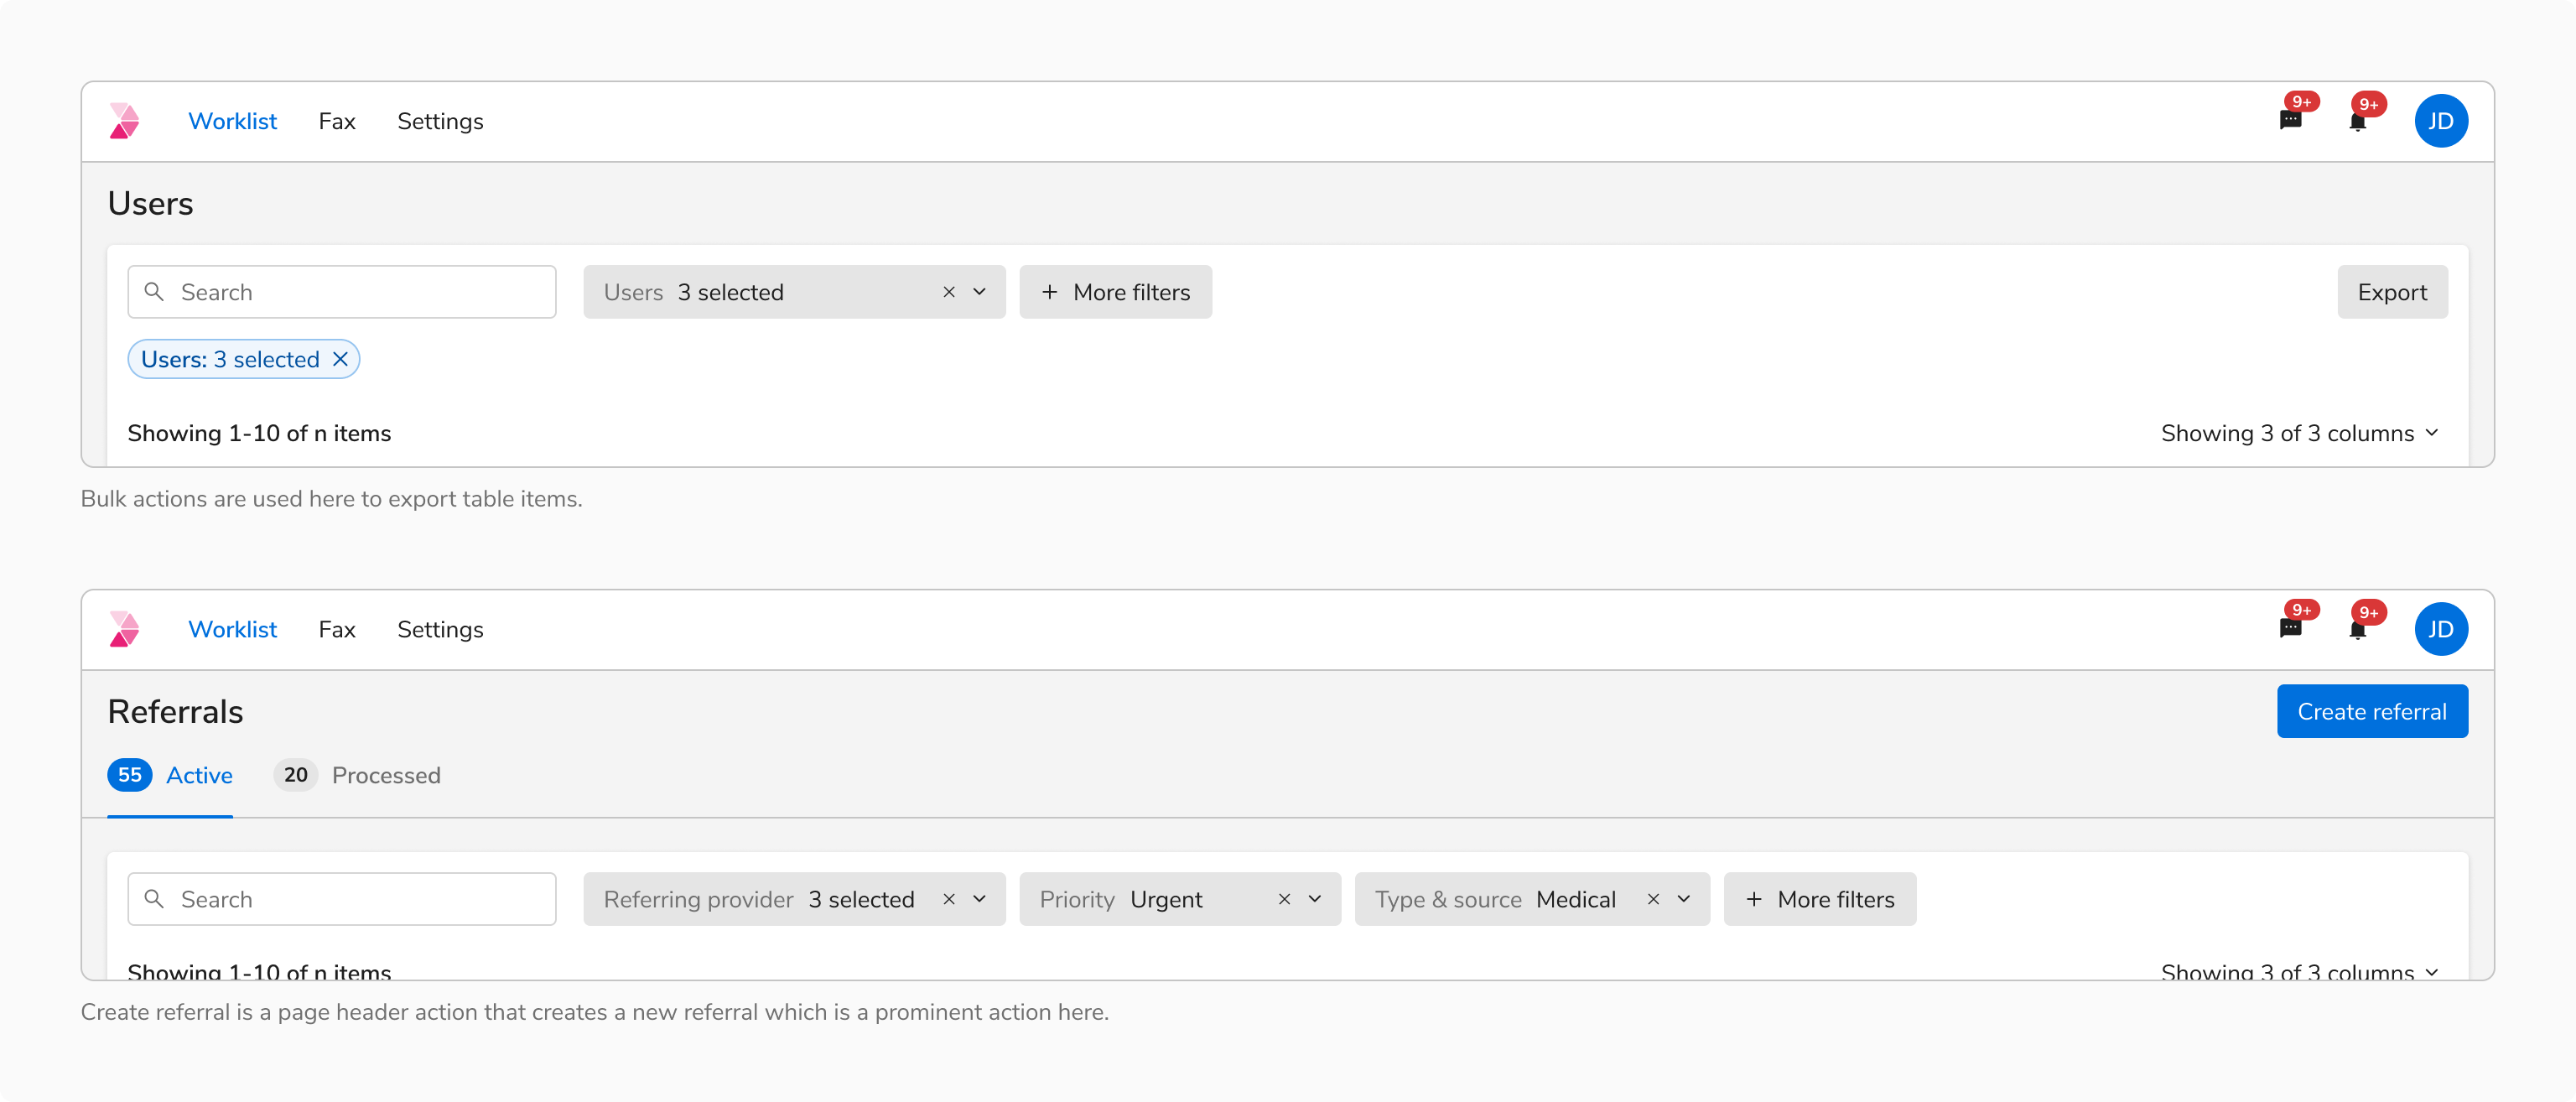 Worklist Fax Settings 9+ 9+ JD
Users
Search Users 3 selected More filters Export
Users: 3 selected
Showing 1-10 of n items Showing 3 of 3 columns
Bulk actions are used here to export table items.
Worklist Fax Settings 9+ 9+ JD
Referrals Create referral
55 Active 20 Processed
Search Referring provider 3 selected Priority Urgent Type & source Medical More filters
Showing 1-10 of n items Showing 3 of 3 columns
Create referral is a page header action that creates a new referral which is a prominent action here.